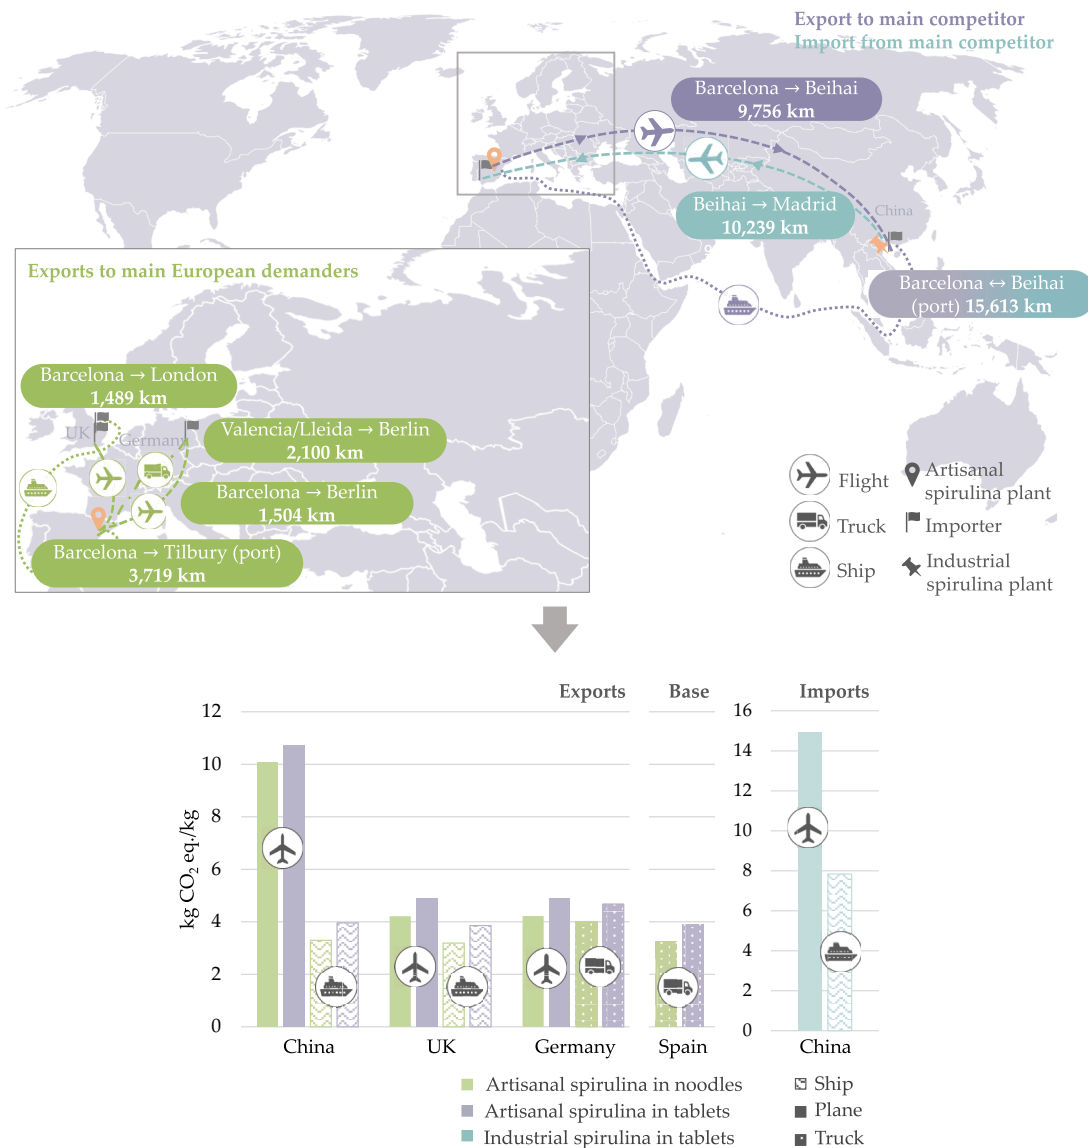 Export to main competitor
Import from main competitor
Barcelona → Beihai
9,756 km
Beihai → Madrid
10,239 km
China
Barcelona ↔ Beihai
(port) 15,613 km
Exports to main European demanders
Barcelona → London
1,489 km
UK
Germany
Valencia/Lleida → Berlin
2,100 km
Barcelona → Berlin
1,504 km
Barcelona → Tilbury (port)
3,719 km
Flight
Artisanal
spirulina plant
Truck
Importer
Ship
Industrial
spirulina plant
Exports
Base
Imports
kg CO₂ eq./kg
12
10
8
6
4
2
0
16
14
12
10
8
6
4
2
0
China
UK
Germany
Spain
China
Artisanal spirulina in noodles
Artisanal spirulina in tablets
Industrial spirulina in tablets
Ship
Plane
Truck